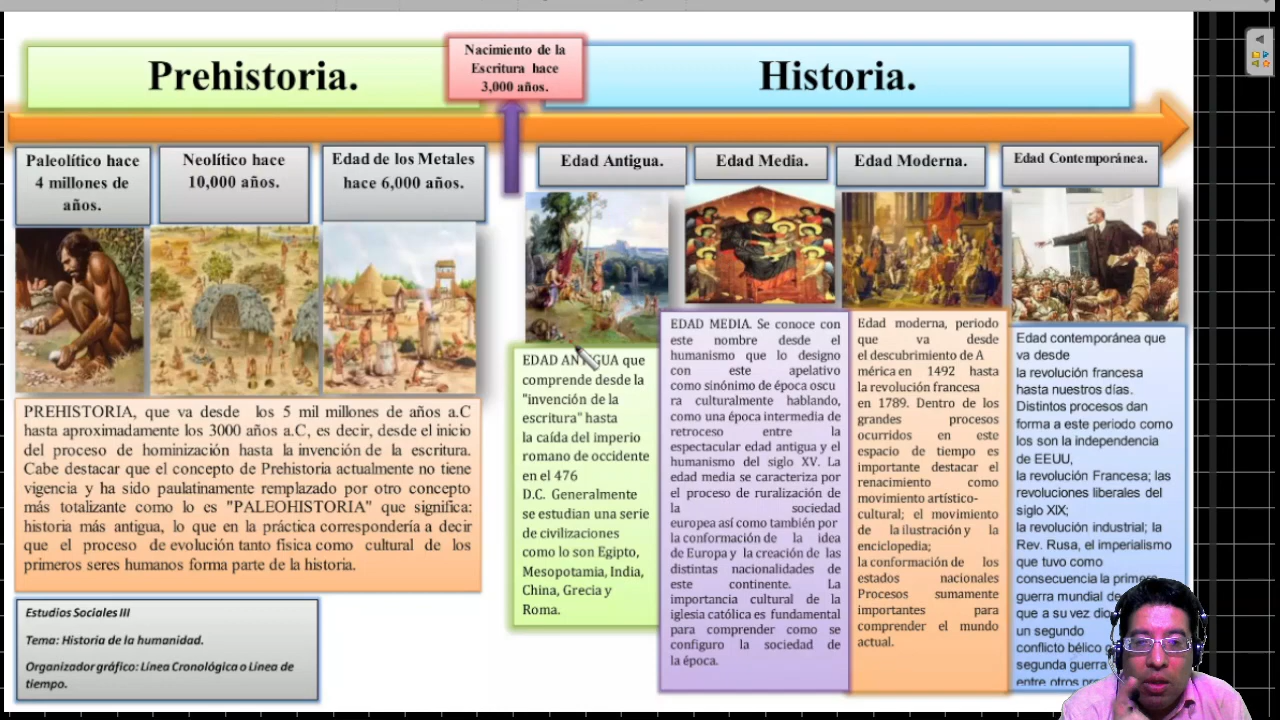 Prehistoria.
Nacimiento de la
Escritura hace
3,000 años.
Historia.
Paleolítico hace
4 millones de
años.
Neolítico hace
10,000 años.
Edad de los Metales
hace 6,000 años.
Edad Antigua.
Edad Media.
Edad Moderna.
Edad Contemporánea.
PREHISTORIA, que va desde los 5 mil millones de años a.C
hasta aproximadamente los 3000 años a.C, es decir, desde el inicio
del proceso de hominización hasta la invención de la escritura.
Cabe destacar que el concepto de Prehistoria actualmente no tiene
vigencia y ha sido paulatinamente remplazado por otro concepto
más totalizante como lo es "PALEOHISTORIA" que significa:
historia más antigua, lo que en la práctica correspondería a decir
que el proceso de evolución tanto física como cultural de los
primeros seres humanos forma parte de la historia.
Estudios Sociales III
Tema: Historia de la humanidad.
Organizador gráfico: Línea Cronológica o Línea de
tiempo.
EDAD ANTIGUA que
comprende desde la
"invención de la
escritura" hasta
la caída del imperio
romano de occidente
en el 476
D.C. Generalmente
se estudian una serie
de civilizaciones
como lo son Egipto,
Mesopotamia, India,
China, Grecia y
Roma.
EDAD MEDIA. Se conoce con
este nombre desde el
humanismo que lo designo
con este apelativo
como sinónimo de época oscu
ra culturalmente hablando,
como una época intermedia de
retroceso entre la
espectacular edad antigua y el
humanismo del siglo XV. La
edad media se caracteriza por
el proceso de ruralización de
la sociedad
europea así como también por
la conformación de la idea
de Europa y la creación de las
distintas nacionalidades de
este continente. La
importancia cultural de la
iglesia católica es fundamental
para comprender como se
configuro la sociedad de
la época.
Edad moderna, periodo
que va desde
el descubrimiento de A
mérica en 1492 hasta
la revolución francesa
en 1789. Dentro de los
grandes procesos
ocurridos en este
espacio de tiempo es
importante destacar el
renacimiento como
movimiento artístico-
cultural; el movimiento
de la ilustración y la
enciclopedia;
la conformación de los
estados nacionales
Procesos sumamente
importantes para
comprender el mundo
actual.
Edad contemporánea que
va desde
la revolución francesa
hasta nuestros días.
Distintos procesos dan
forma a este periodo como
los son la independencia
de EEUU,
la revolución Francesa; las
revoluciones liberales del
siglo XIX;
la revolución industrial; la
Rev. Rusa, el imperialismo
que tuvo como
consecuencia la primera
guerra mundial
que a su vez
un segundo
conflicto bélico
segunda guerra
entre otros